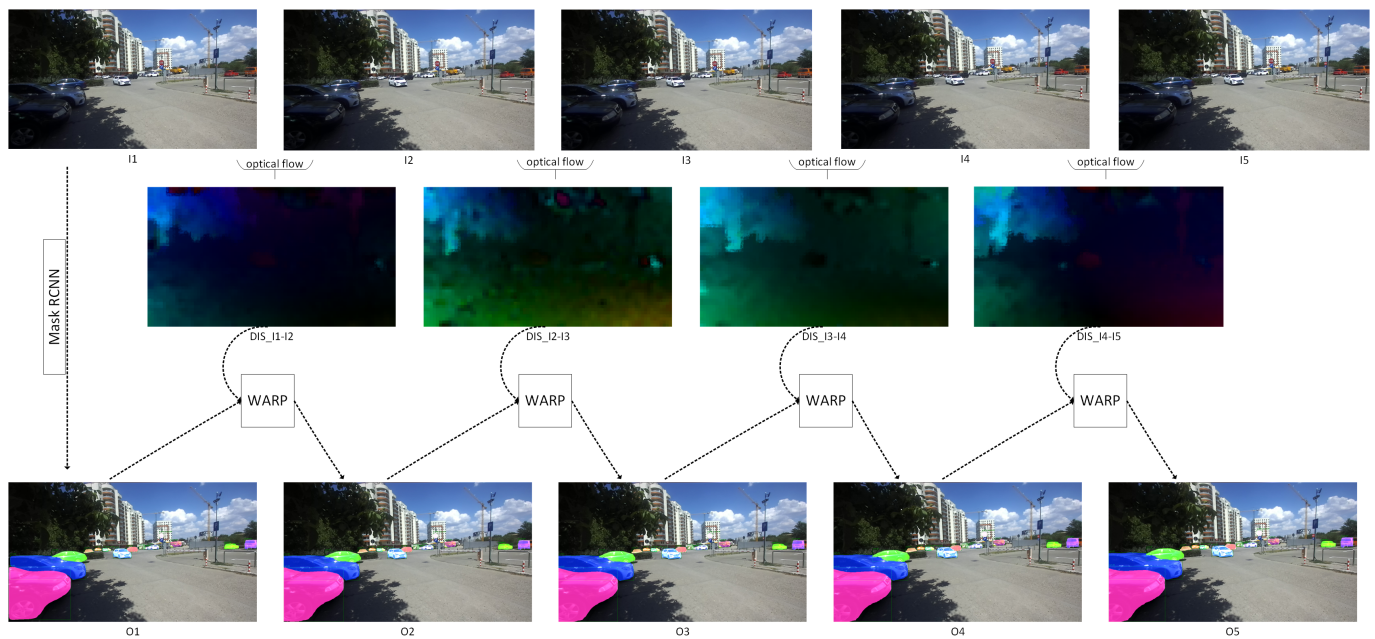 I1
I2
I3
I4
I5
optical flow
optical flow
optical flow
optical flow
Mask RCNN
DIS_I1-I2
DIS_I2-I3
DIS_I3-I4
DIS_I4-I5
WARP
WARP
WARP
WARP
O1
O2
O3
O4
O5